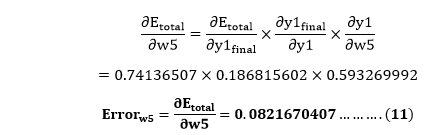 ∂E_total/∂w5 = ∂E_total/∂y1_final × ∂y1_final/∂y1 × ∂y1/∂w5
= 0.74136507 × 0.186815602 × 0.593269992
Error_w5 = ∂E_total/∂w5 = 0.0821670407 … … … . (11)